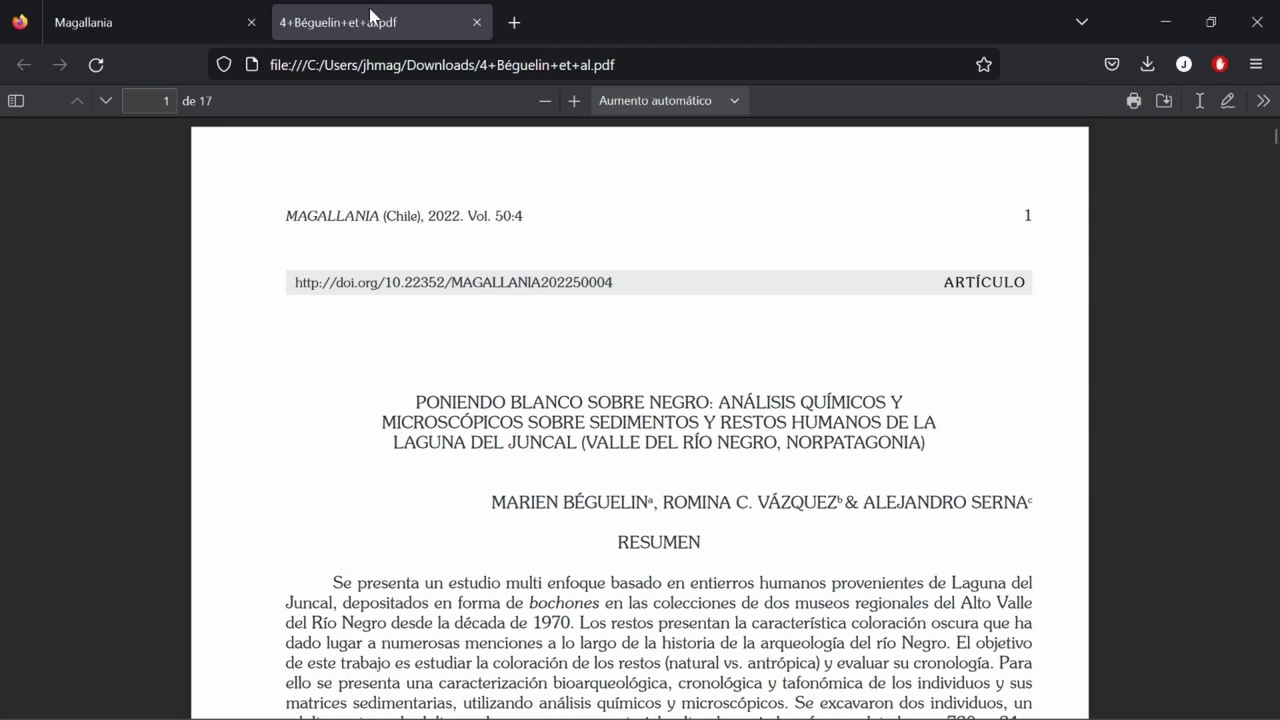 Magallania
4+Béguelin+et+al.pdf
file:///C:/Users/jhmag/Downloads/4+Béguelin+et+al.pdf
J
1 de 17
Aumento automático
MAGALLANIA (Chile), 2022. Vol. 50:4 1
http://doi.org/10.22352/MAGALLANIA202250004 ARTÍCULO
PONIENDO BLANCO SOBRE NEGRO: ANÁLISIS QUÍMICOS Y
MICROSCÓPICOS SOBRE SEDIMENTOS Y RESTOS HUMANOS DE LA
LAGUNA DEL JUNCAL (VALLE DEL RÍO NEGRO, NORPATAGONIA)
MARIEN BÉGUELINᵃ, ROMINA C. VÁZQUEZᵇ & ALEJANDRO SERNAᶜ
RESUMEN
Se presenta un estudio multi enfoque basado en entierros humanos provenientes de Laguna del
Juncal, depositados en forma de bochones en las colecciones de dos museos regionales del Alto Valle
del Río Negro desde la década de 1970. Los restos presentan la característica coloración oscura que ha
dado lugar a numerosas menciones a lo largo de la historia de la arqueología del río Negro. El objetivo
de este trabajo es estudiar la coloración de los restos (natural vs. antrópica) y evaluar su cronología. Para
ello se presenta una caracterización bioarqueológica, cronológica y tafonómica de los individuos y sus
matrices sedimentarias, utilizando análisis químicos y microscópicos. Se excavaron dos individuos, un